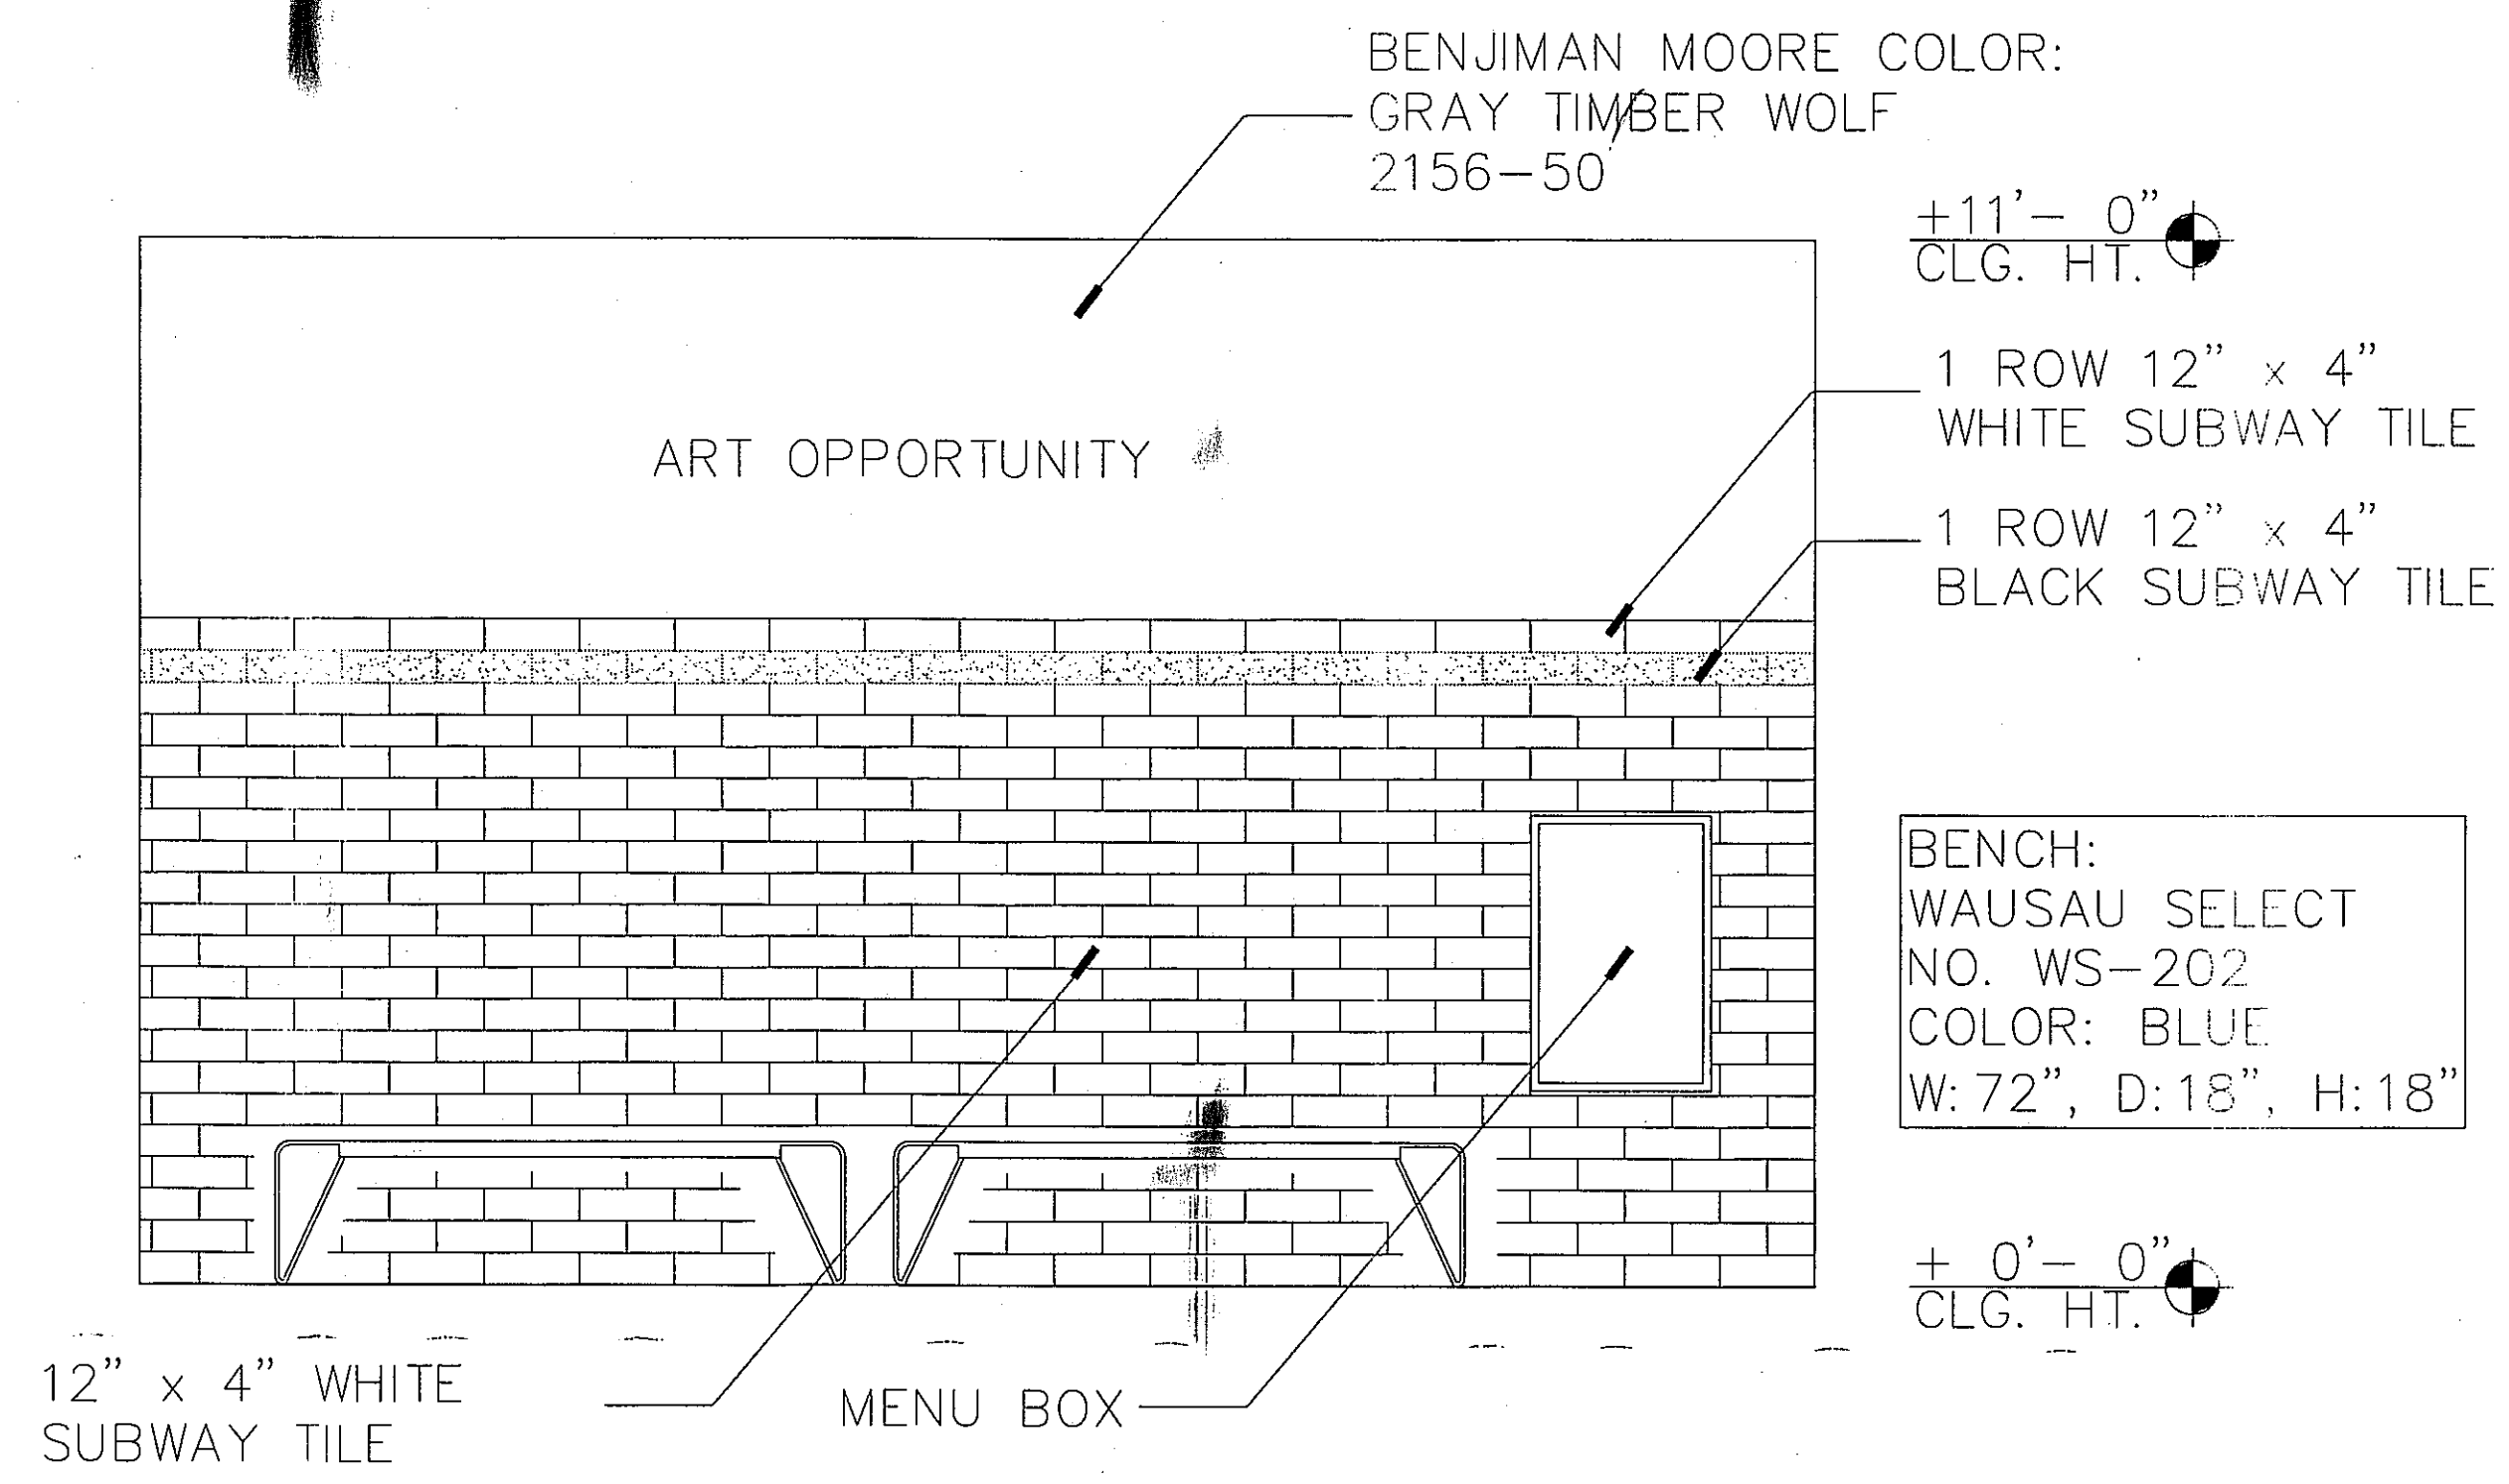 BENJIMAN MOORE COLOR:
GRAY TIMBER WOLF
2156-50
+11'- 0"
CLG. HT.
1 ROW 12" x 4"
WHITE SUBWAY TILE
ART OPPORTUNITY
1 ROW 12" x 4"
BLACK SUBWAY TILE
BENCH:
WAUSAU SELECT
NO. WS-202
COLOR: BLUE
W: 72", D: 18", H: 18"
+ 0'- 0"
CLG. HT.
12" x 4" WHITE
SUBWAY TILE
MENU BOX